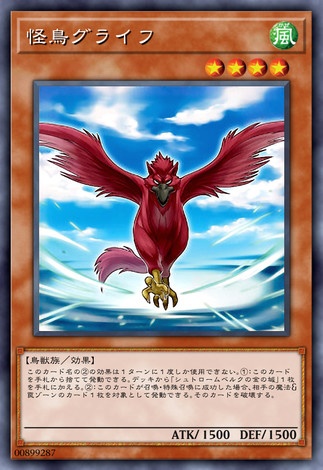 怪鳥グライフ
風
【鳥獣族／効果】
このカード名の②の効果は１ターンに１度しか使用できない。①：このカード
を手札から捨てて発動できる。デッキから「シュトロームベルクの金の城」１枚
を手札に加える。②：このカードが召喚・特殊召喚に成功した場合、相手の魔法＆
罠ゾーンのカード１枚を対象として発動できる。そのカードを破壊する。
ATK/ 1500 DEF/1500
00899287